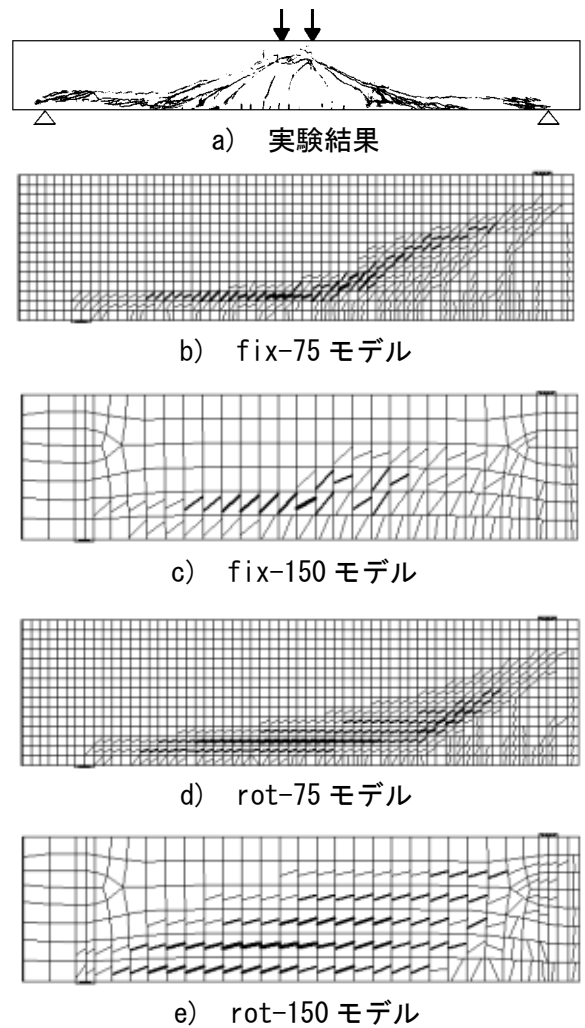 a) 実験結果
b) fix-75 モデル
c) fix-150 モデル
d) rot-75 モデル
e) rot-150 モデル